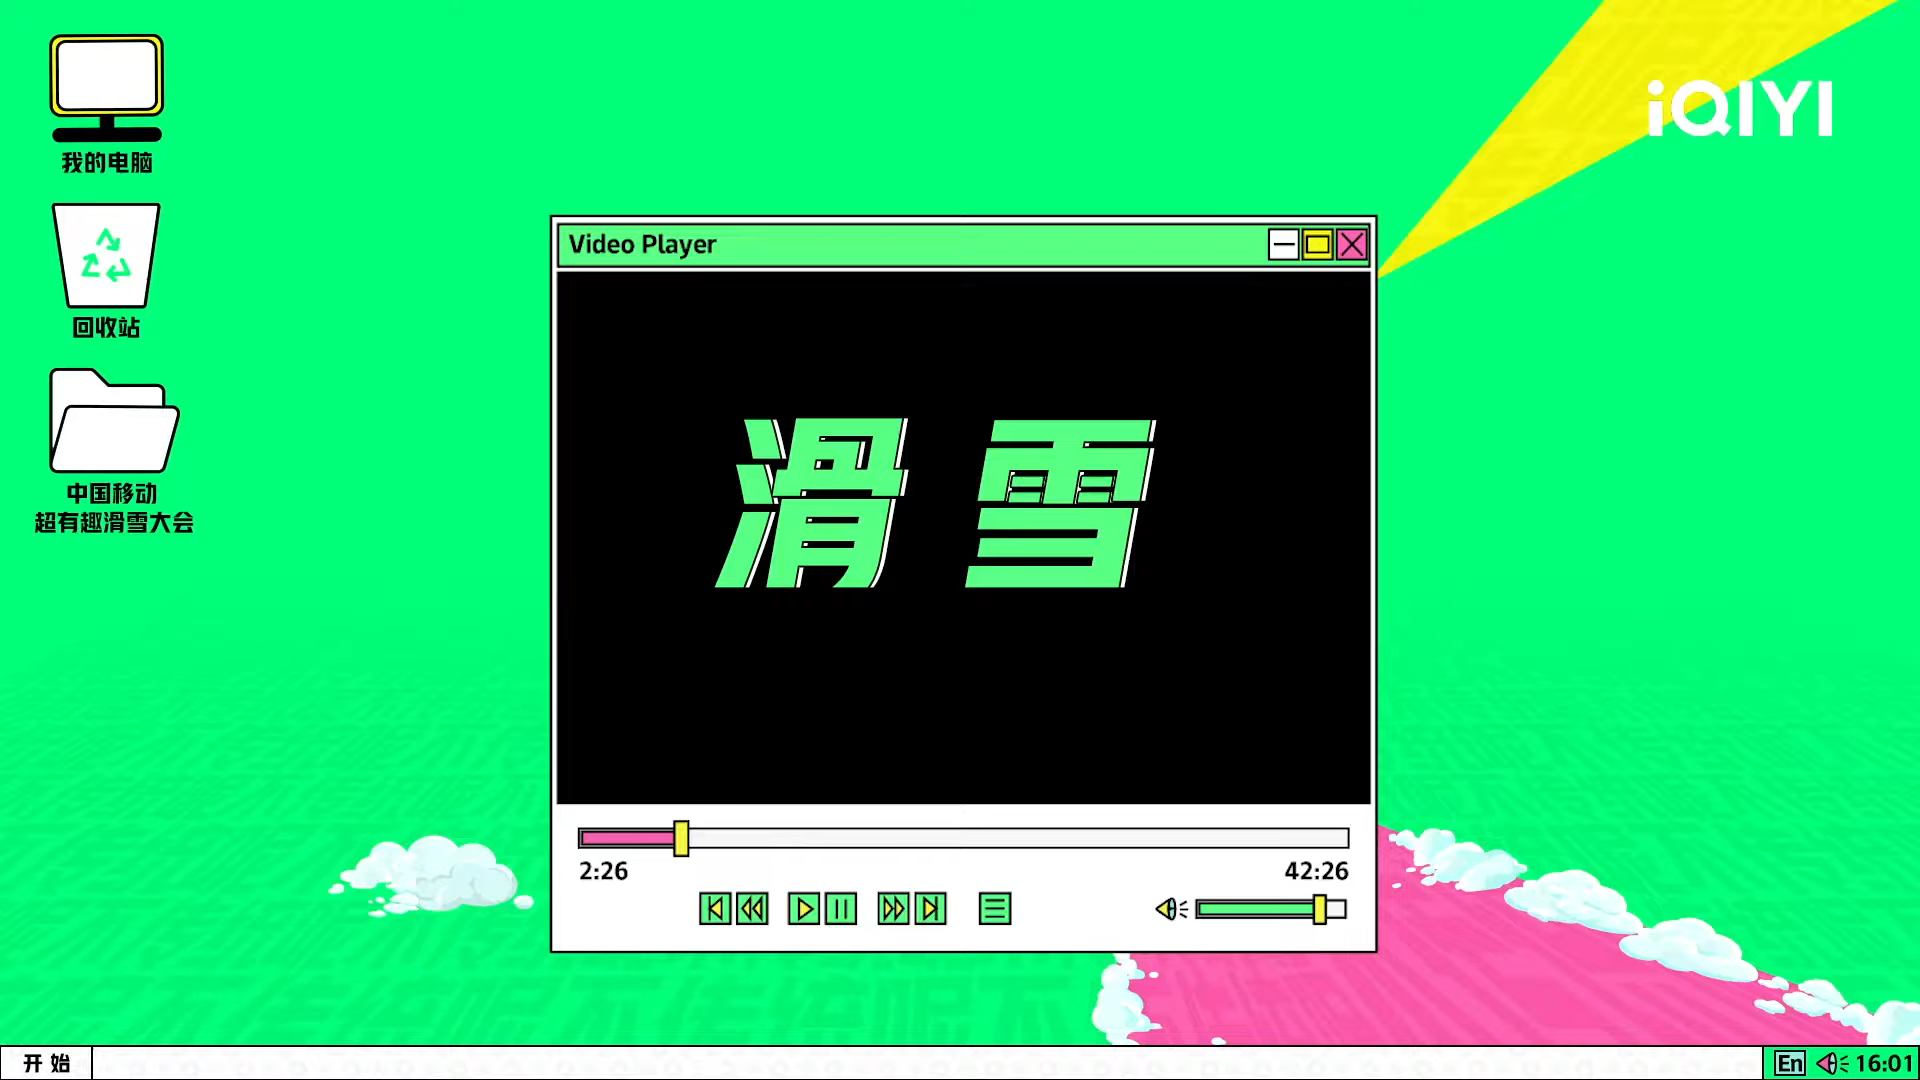 iQIYI
我的电脑
回收站
中国移动
超有趣滑雪大会
Video Player
滑雪
2:26
42:26
开始
En
16:01